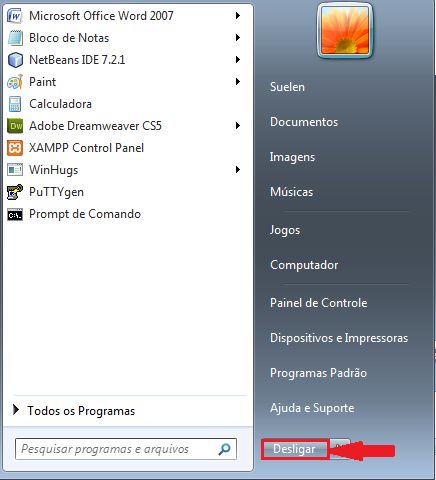 Microsoft Office Word 2007
Bloco de Notas
NetBeans IDE 7.2.1
Paint
Calculadora
Adobe Dreamweaver CS5
XAMPP Control Panel
WinHugs
PuTTYgen
Prompt de Comando
Todos os Programas
Pesquisar programas e arquivos
Suelen
Documentos
Imagens
Músicas
Jogos
Computador
Painel de Controle
Dispositivos e Impressoras
Programas Padrão
Ajuda e Suporte
Desligar